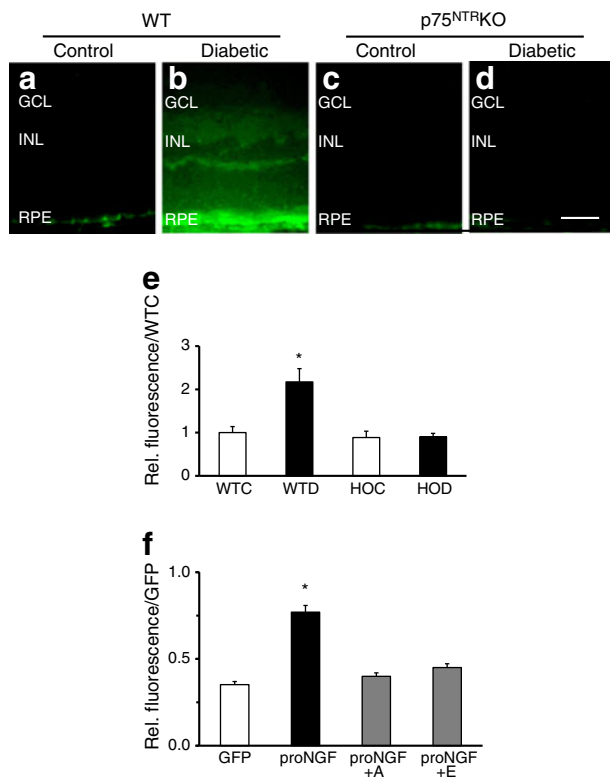 WT p75NTRKO
Control Diabetic Control Diabetic
a b c d
GCL GCL GCL GCL
INL INL INL INL
RPE RPE RPE RPE
e
Rel. fluorescence/WTC
3
2
1
0
*
WTC WTD HOC HOD
f
Rel. fluorescence/GFP
1.0
0.5
0.0
*
GFP proNGF proNGF proNGF
+A +E